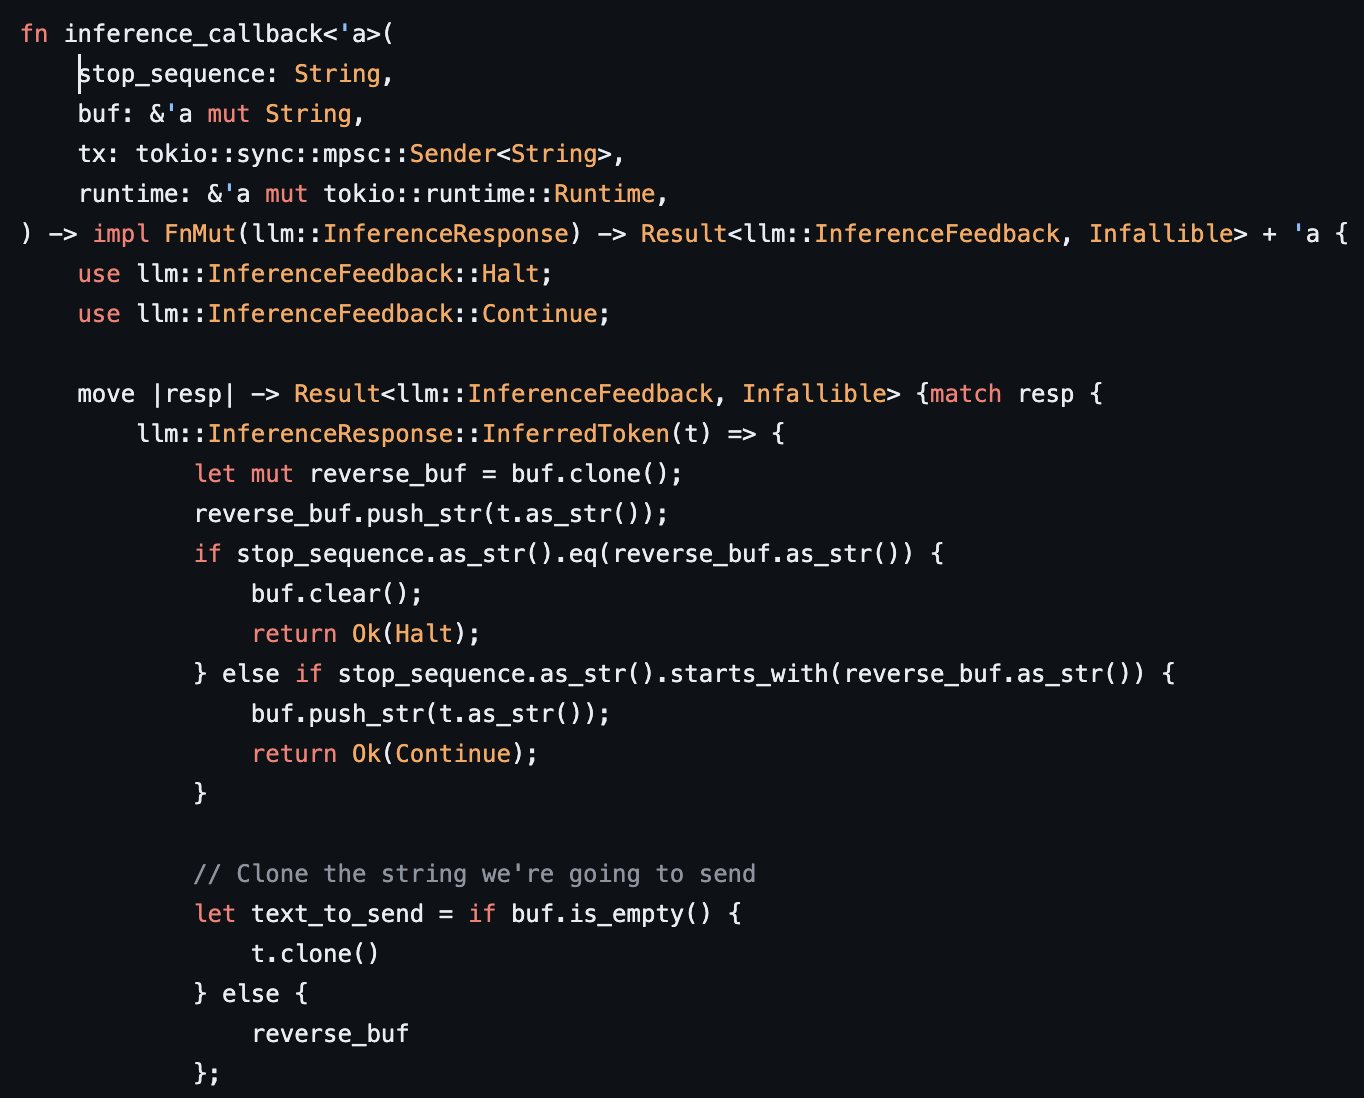 fn inference_callback<'a>(
    stop_sequence: String,
    buf: &'a mut String,
    tx: tokio::sync::mpsc::Sender<String>,
    runtime: &'a mut tokio::runtime::Runtime,
) -> impl FnMut(llm::InferenceResponse) -> Result<llm::InferenceFeedback, Infallible> + 'a {
    use llm::InferenceFeedback::Halt;
    use llm::InferenceFeedback::Continue;

    move |resp| -> Result<llm::InferenceFeedback, Infallible> {match resp {
        llm::InferenceResponse::InferredToken(t) => {
            let mut reverse_buf = buf.clone();
            reverse_buf.push_str(t.as_str());
            if stop_sequence.as_str().eq(reverse_buf.as_str()) {
                buf.clear();
                return Ok(Halt);
            } else if stop_sequence.as_str().starts_with(reverse_buf.as_str()) {
                buf.push_str(t.as_str());
                return Ok(Continue);
            }

            // Clone the string we're going to send
            let text_to_send = if buf.is_empty() {
                t.clone()
            } else {
                reverse_buf
            };